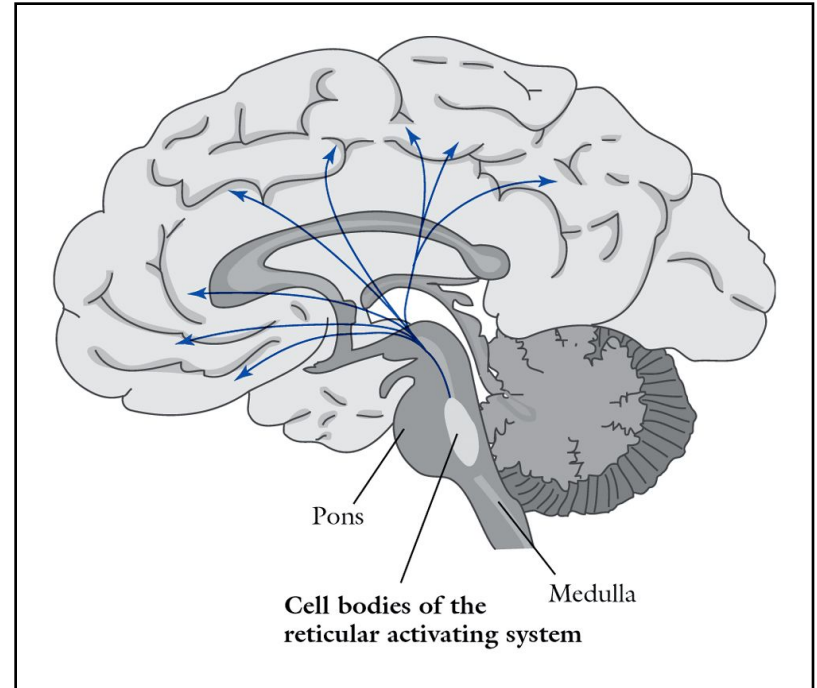 Pons
Medulla
Cell bodies of the
reticular activating system